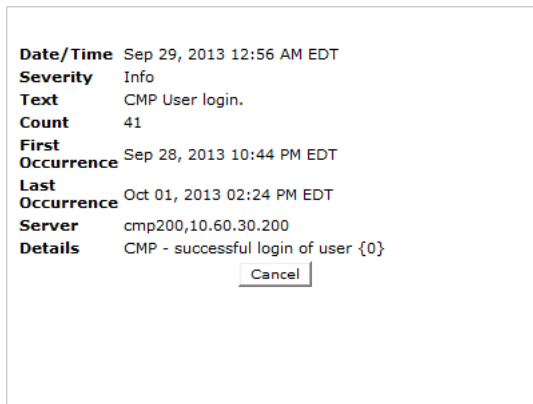 Date/Time Sep 29, 2013 12:56 AM EDT
Severity Info
Text CMP User login.
Count 41
First
Occurrence Sep 28, 2013 10:44 PM EDT
Last
Occurrence Oct 01, 2013 02:24 PM EDT
Server cmp200,10.60.30.200
Details CMP - successful login of user {0}
Cancel